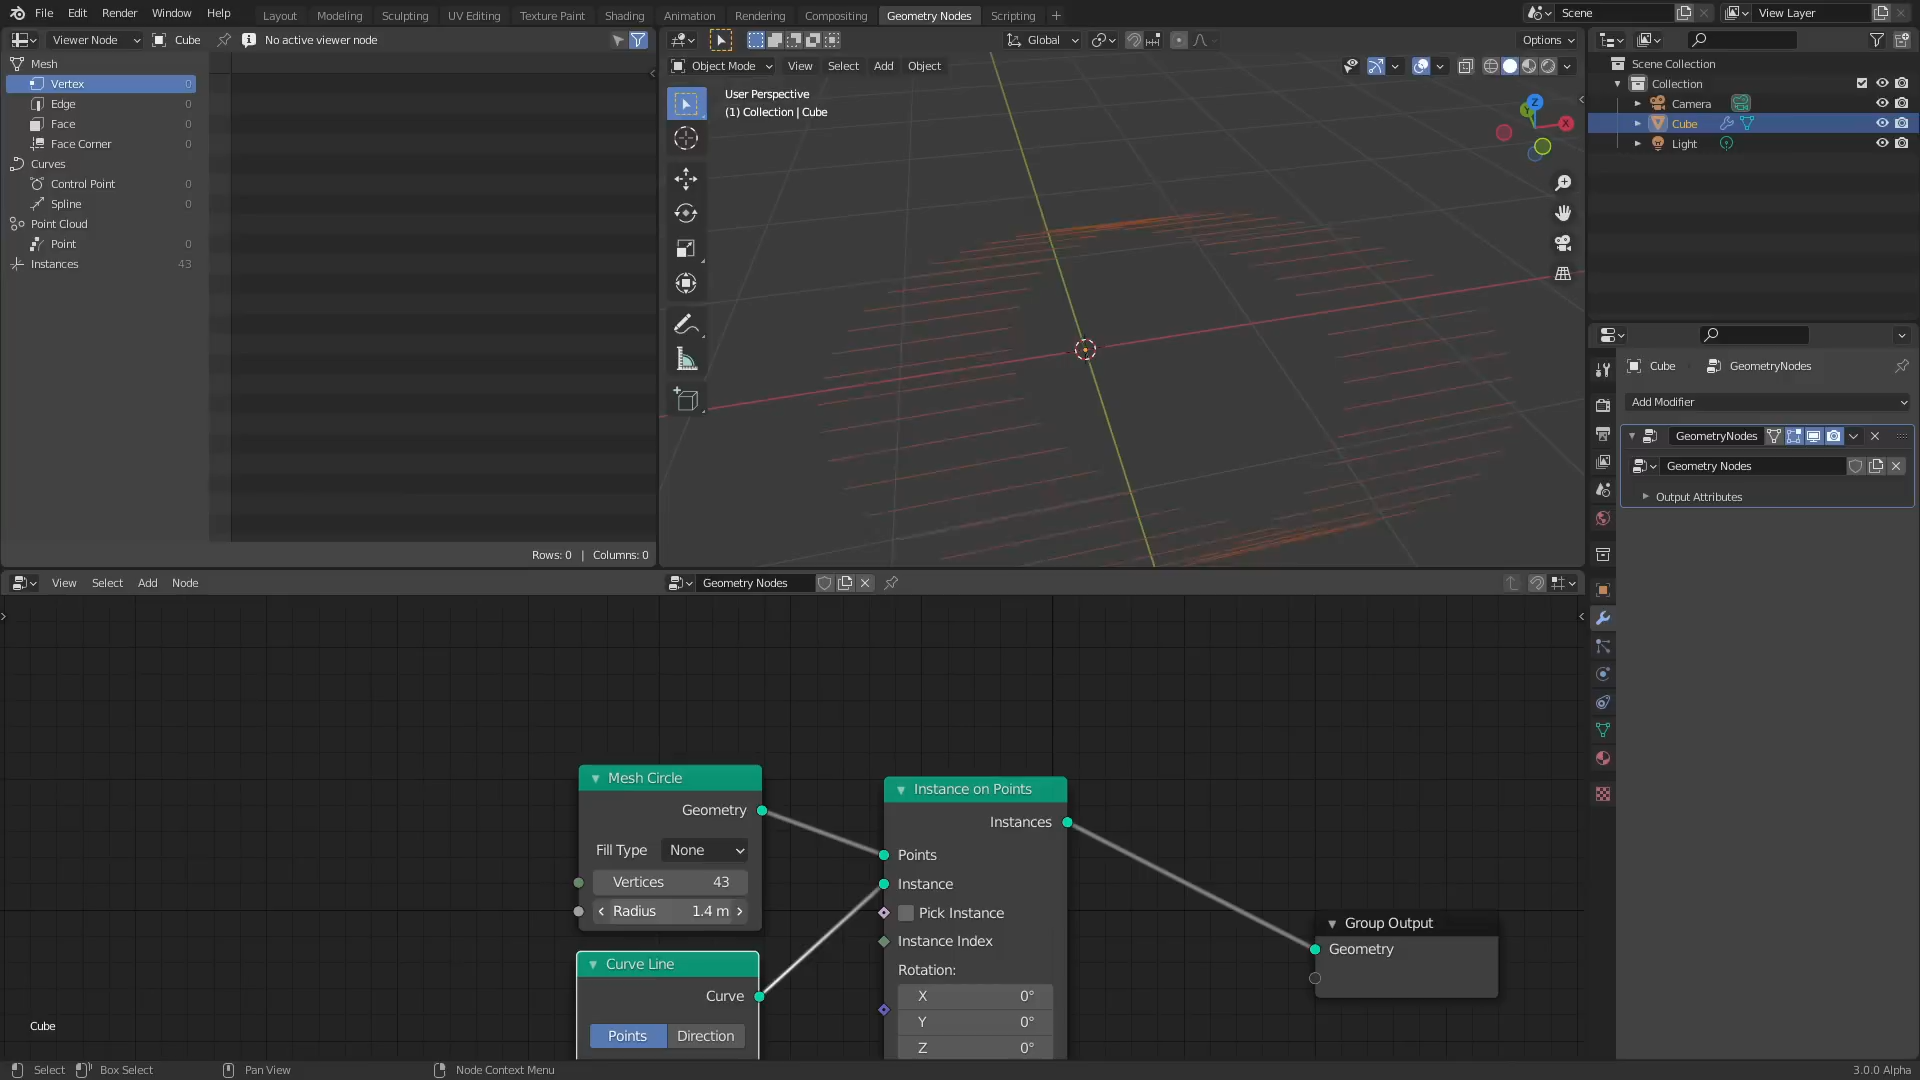 File Edit Render Window Help
Layout Modeling Sculpting UV Editing Texture Paint Shading Animation Rendering Compositing Geometry Nodes Scripting +
Scene
View Layer
Viewer Node
Cube
No active viewer node
Mesh
Vertex 0
Edge 0
Face 0
Face Corner 0
Curves
Control Point 0
Spline 0
Point Cloud
Point 0
Instances 43
Rows: 0 | Columns: 0
Global
Options
Object Mode View Select Add Object
User Perspective
(1) Collection | Cube
Z
Y
X
Scene Collection
Collection
Camera
Cube
Light
Cube GeometryNodes
Add Modifier
GeometryNodes
Geometry Nodes
Output Attributes
View Select Add Node
Geometry Nodes
Mesh Circle
Geometry
Fill Type None
Vertices 43
Radius 1.4 m
Curve Line
Curve
Points Direction
Instance on Points
Instances
Points
Instance
Pick Instance
Instance Index
Rotation:
X 0°
Y 0°
Z 0°
Group Output
Geometry
Cube
Select Box Select Pan View Node Context Menu
3.0.0 Alpha